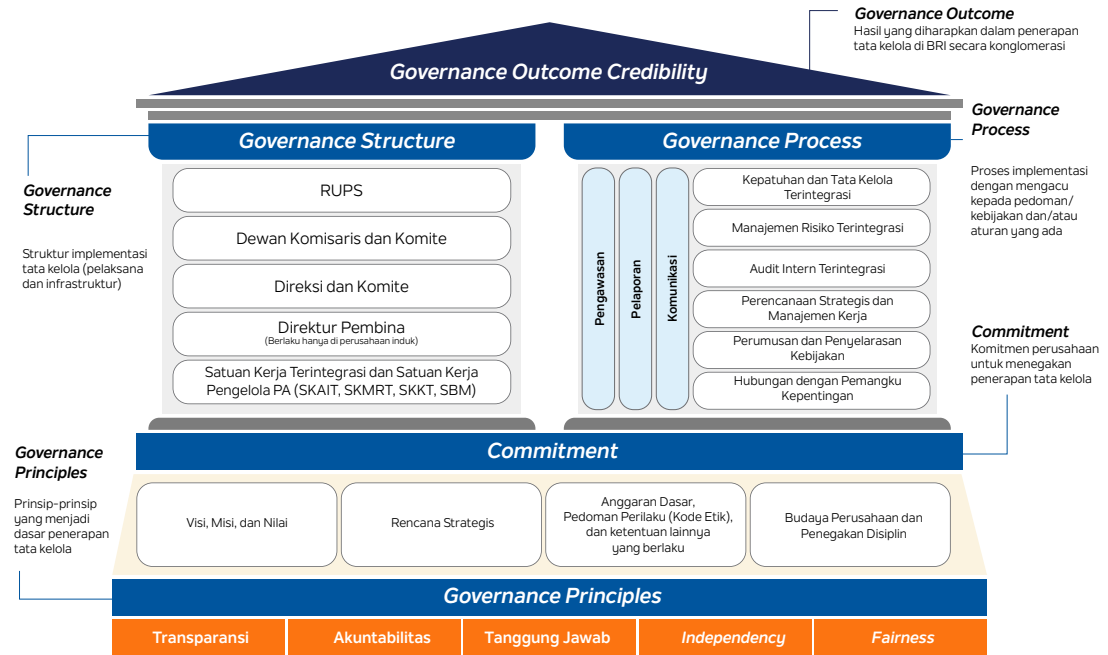 Governance Outcome
Hasil yang diharapkan dalam penerapan
tata kelola di BRI secara konglomerasi
Governance Outcome Credibility
Governance Structure
Governance Process
Governance
Process
Proses implementasi
dengan mengacu
kepada pedoman/
kebijakan dan/atau
aturan yang ada
Governance
Structure
Struktur implementasi
tata kelola (pelaksana
dan infrastruktur)
RUPS
Dewan Komisaris dan Komite
Direksi dan Komite
Direktur Pembina
(Berlaku hanya di perusahaan induk)
Satuan Kerja Terintegrasi dan Satuan Kerja
Pengelola PA (SKAIT, SKMRT, SKKT, SBM)
Pengawasan
Pelaporan
Komunikasi
Kepatuhan dan Tata Kelola
Terintegrasi
Manajemen Risiko Terintegrasi
Audit Intern Terintegrasi
Perencanaan Strategis dan
Manajemen Kerja
Perumusan dan Penyelarasan
Kebijakan
Hubungan dengan Pemangku
Kepentingan
Commitment
Komitmen perusahaan
untuk menegakan
penerapan tata kelola
Commitment
Governance
Principles
Prinsip-prinsip
yang menjadi
dasar penerapan
tata kelola
Visi, Misi, dan Nilai
Rencana Strategis
Anggaran Dasar,
Pedoman Perilaku (Kode Etik),
dan ketentuan lainnya
yang berlaku
Budaya Perusahaan dan
Penegakan Disiplin
Governance Principles
Transparansi
Akuntabilitas
Tanggung Jawab
Independency
Fairness